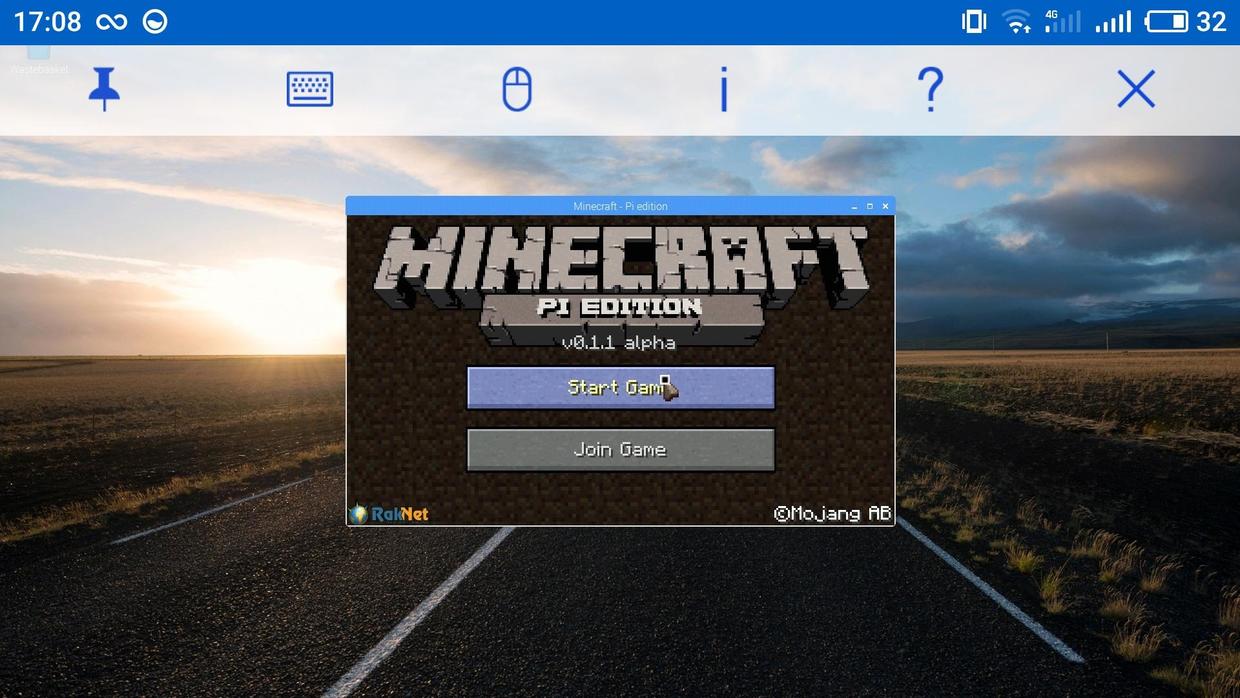 17:08
4G
32
Wastebasket
Minecraft - Pi edition
MINECRAFT
PI EDITION
v0.1.1 alpha
Start Game
Join Game
RakNet
©Mojang AB